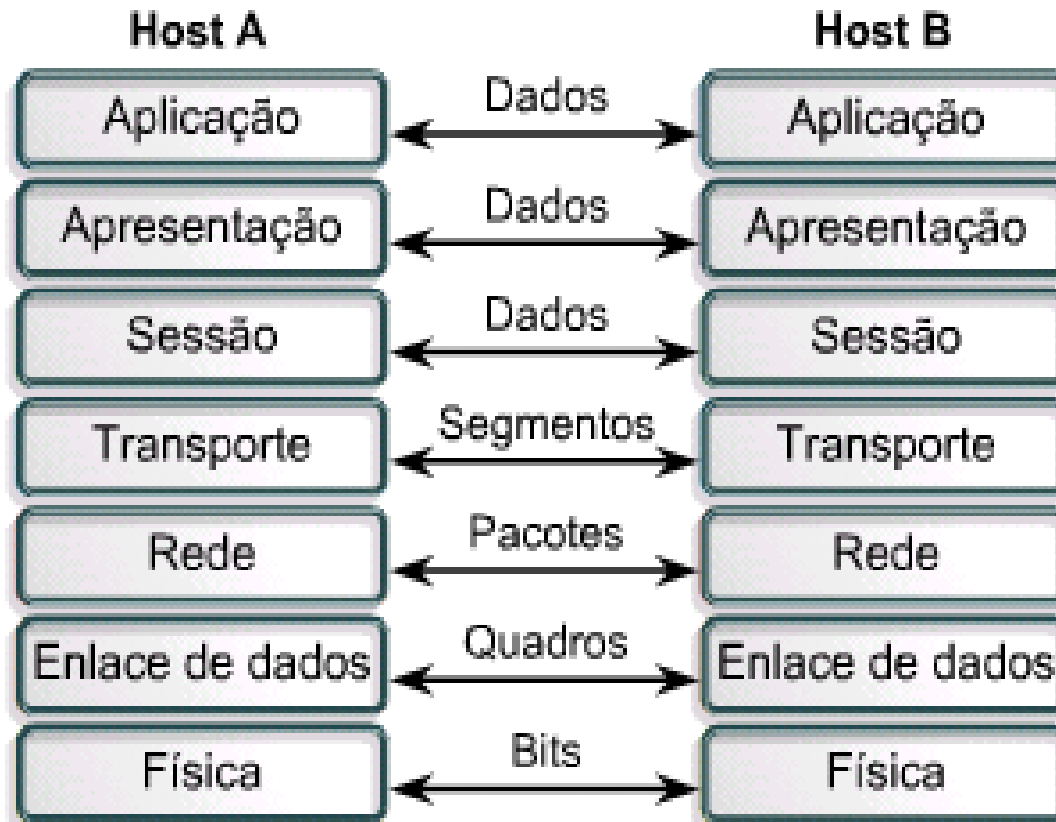 Host A Host B
Aplicação Dados Aplicação
Apresentação Dados Apresentação
Sessão Dados Sessão
Transporte Segmentos Transporte
Rede Pacotes Rede
Enlace de dados Quadros Enlace de dados
Física Bits Física